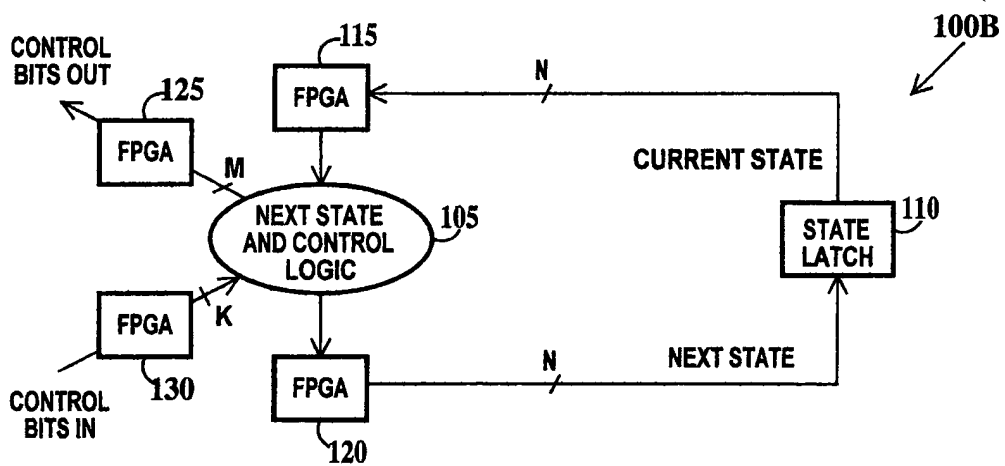 100B
CONTROL
BITS OUT
125
FPGA
115
FPGA
N
M
CURRENT STATE
NEXT STATE
AND CONTROL
LOGIC
105
STATE
LATCH
110
K
FPGA
130
CONTROL
BITS IN
FPGA
120
N
NEXT STATE